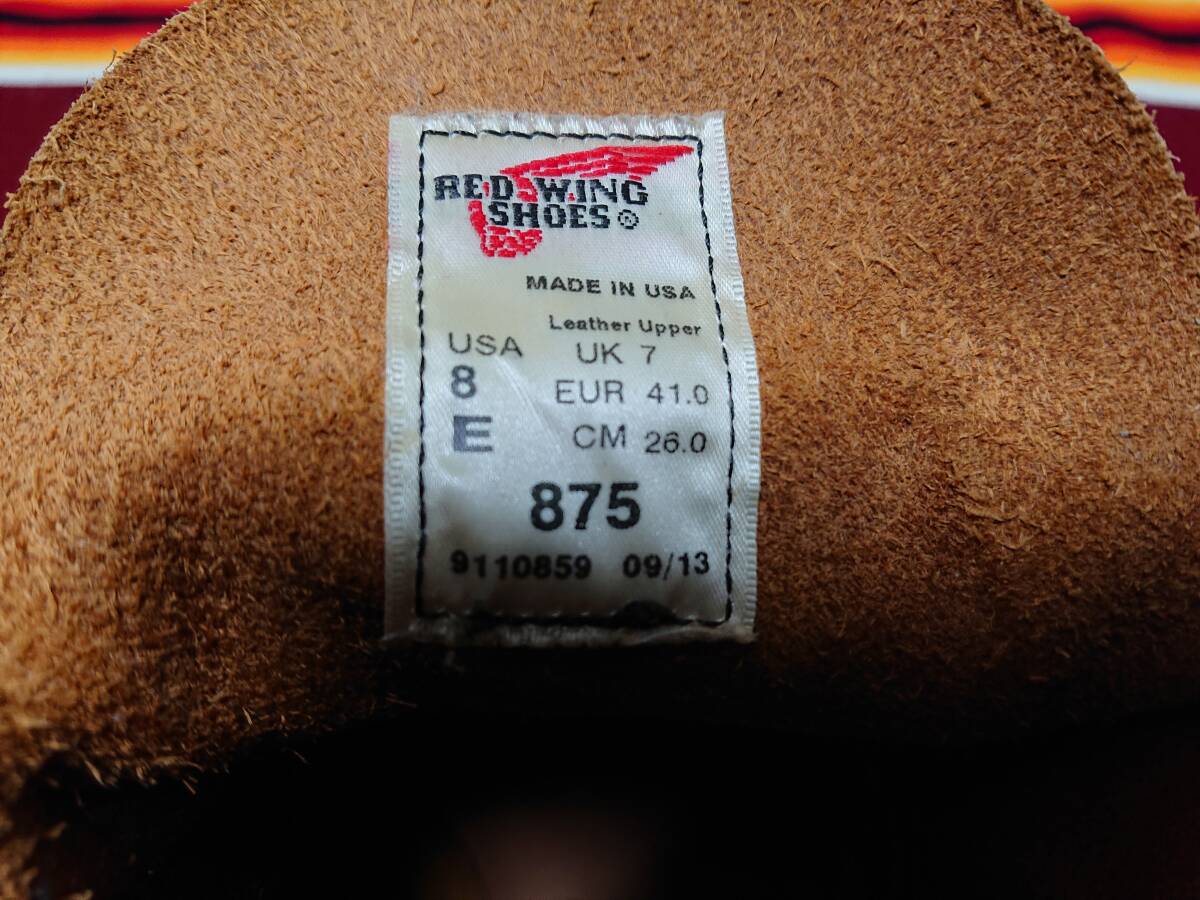 RED WING
SHOES®
MADE IN USA
Leather Upper
USA UK 7
8 EUR 41.0
E CM 26.0
875
9110859 09/13